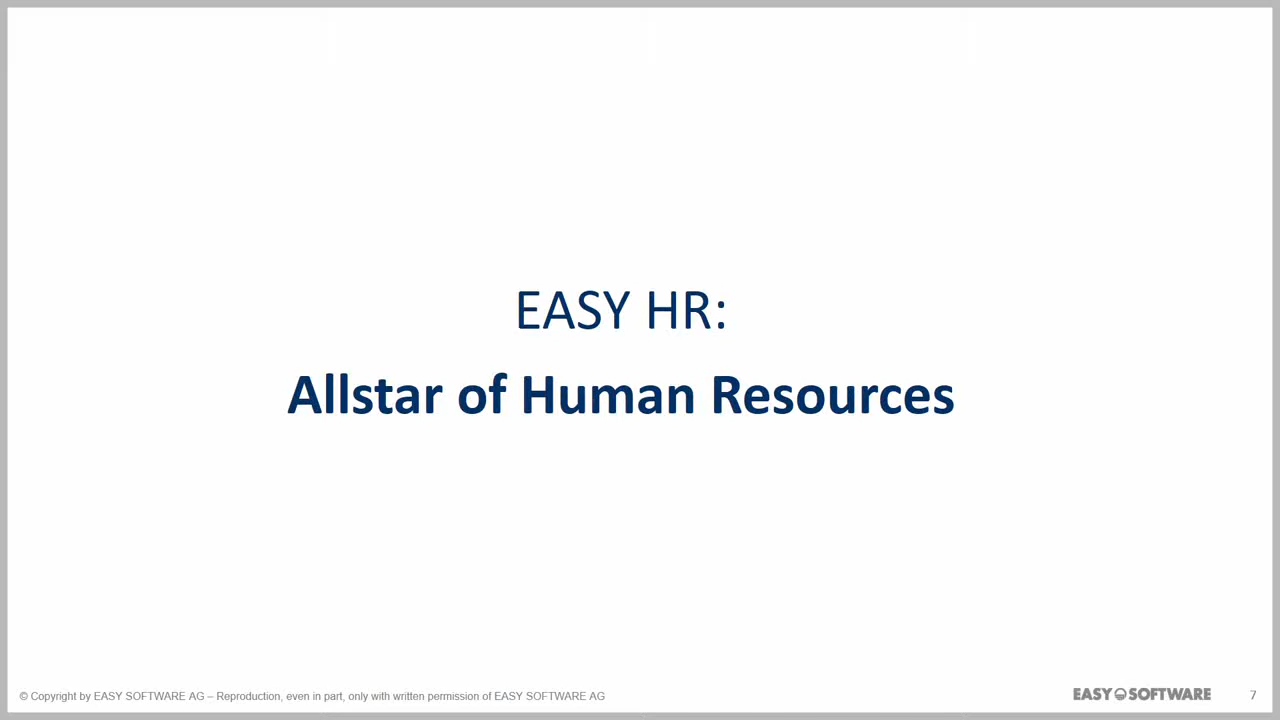 EASY HR:
Allstar of Human Resources
© Copyright by EASY SOFTWARE AG – Reproduction, even in part, only with written permission of EASY SOFTWARE AG
EASY SOFTWARE
7